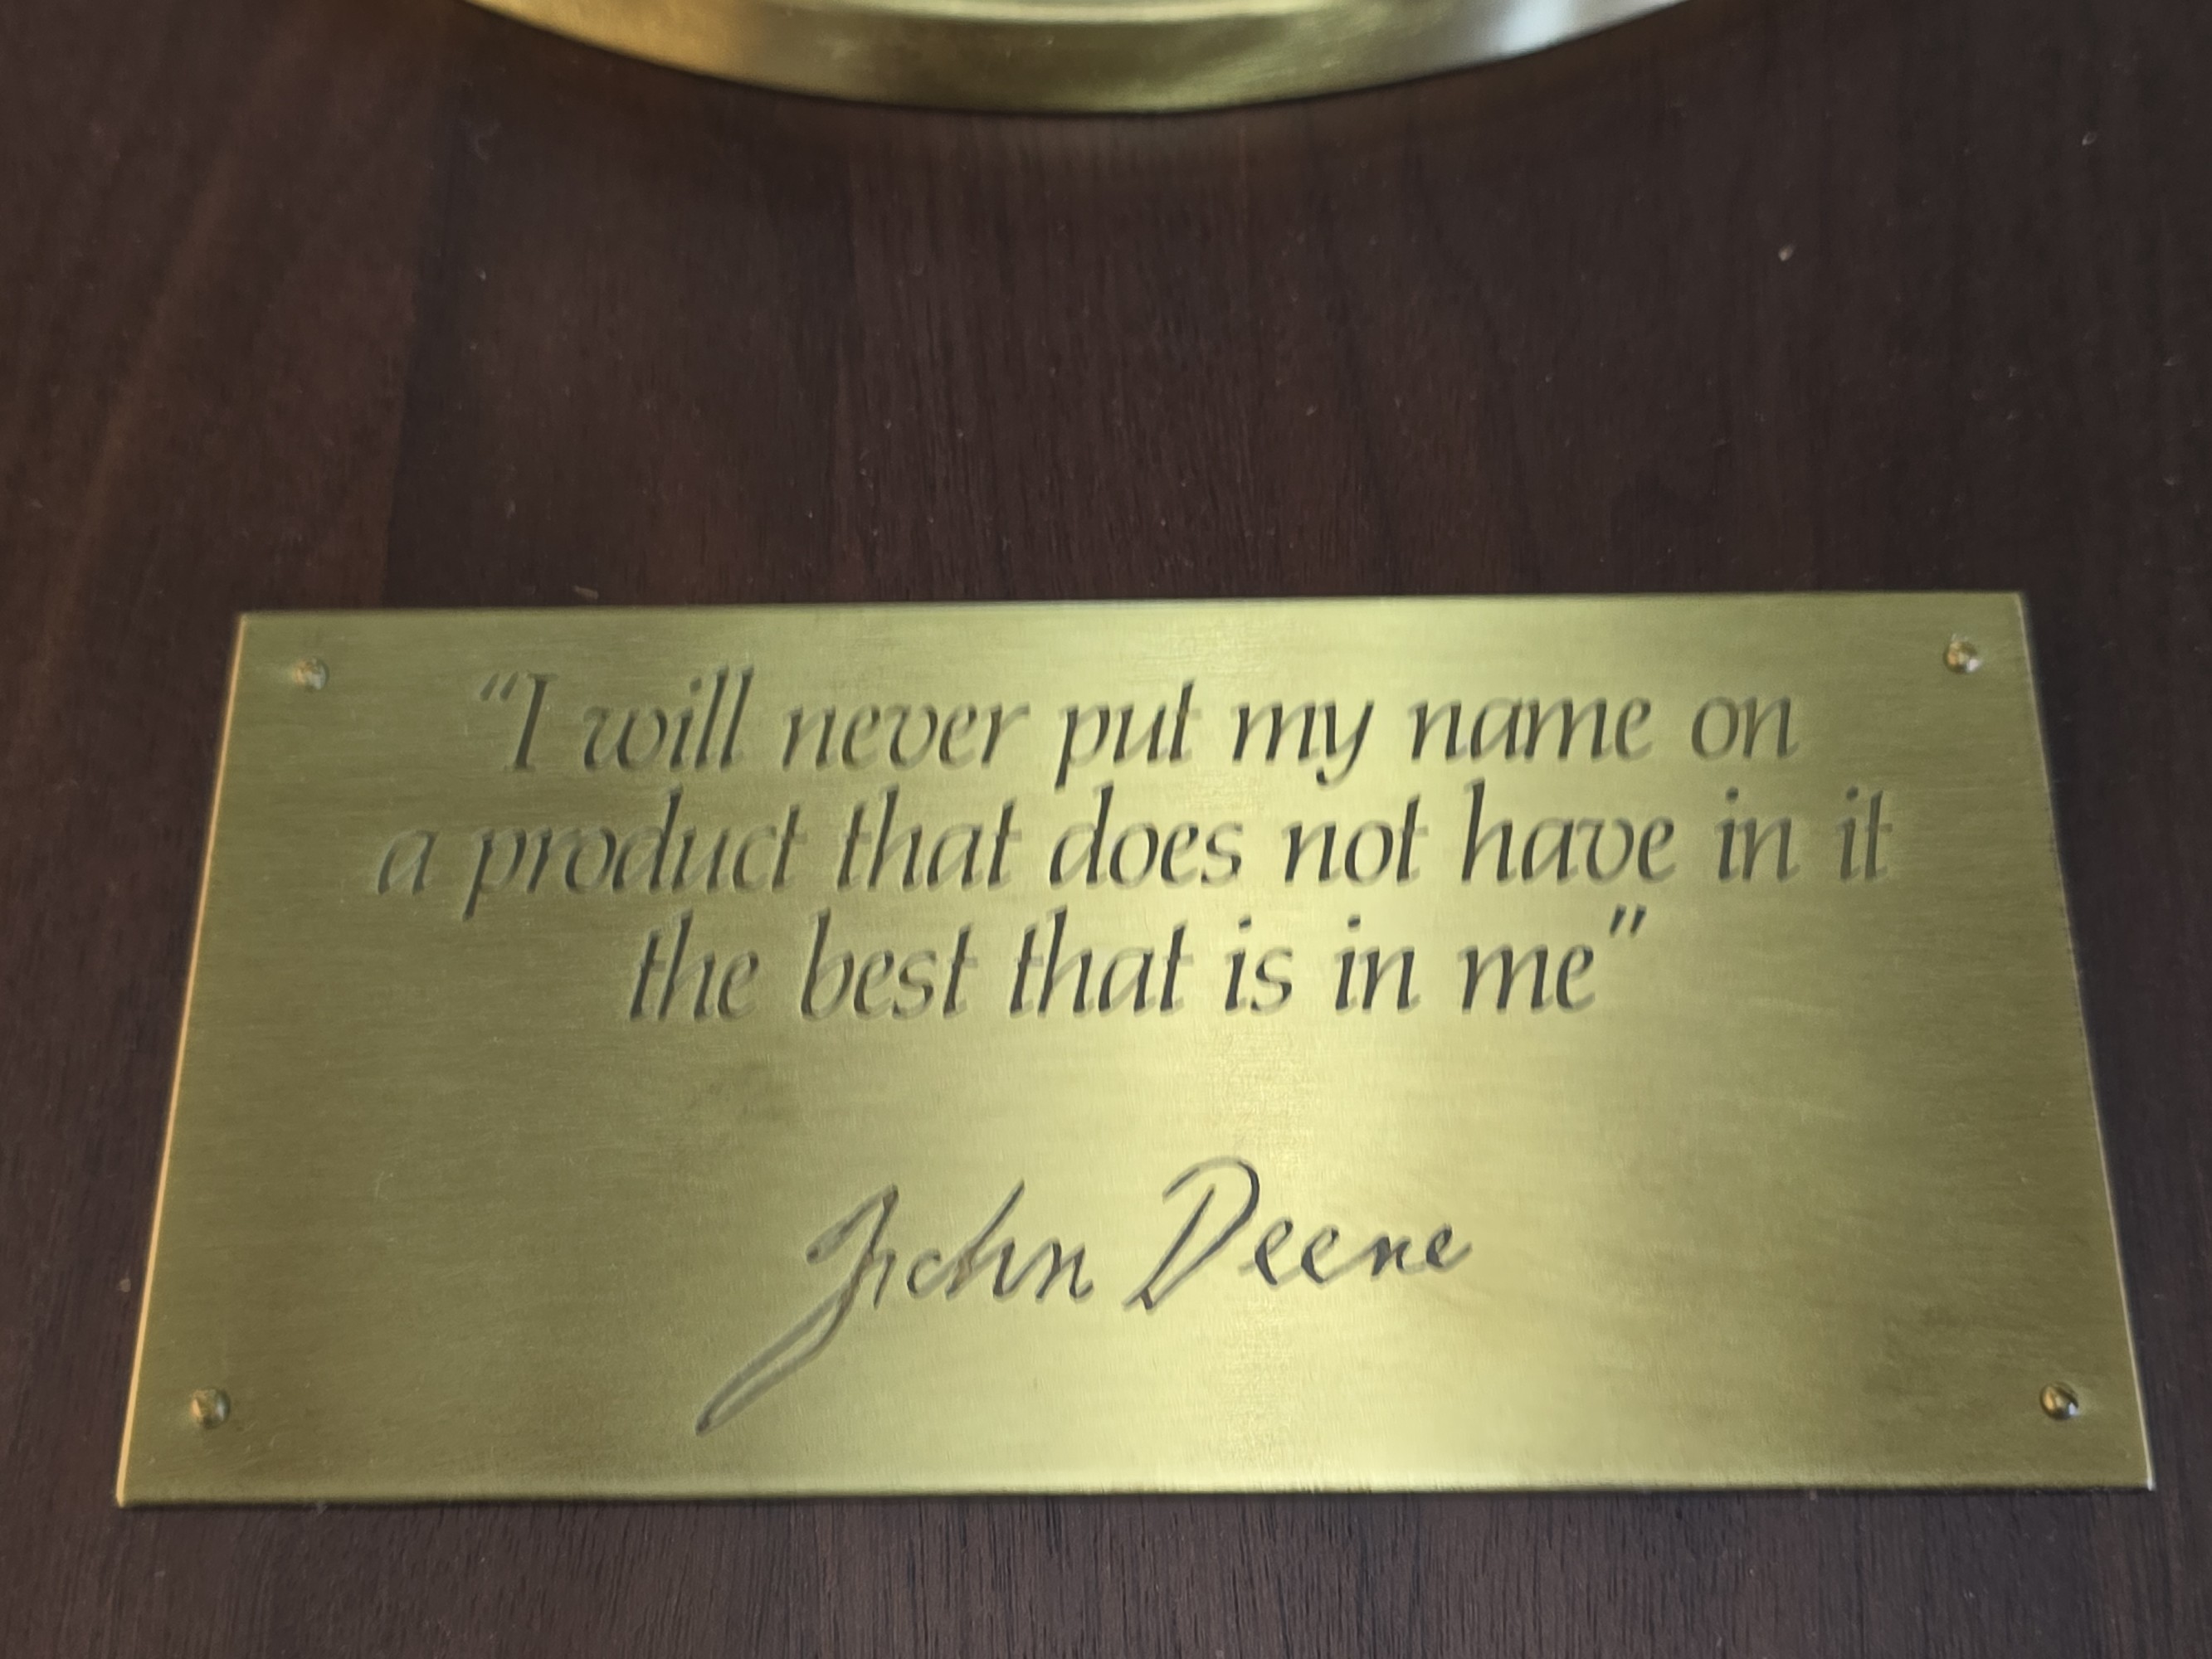 “I will never put my name on
a product that does not have in it
the best that is in me”
John Deere